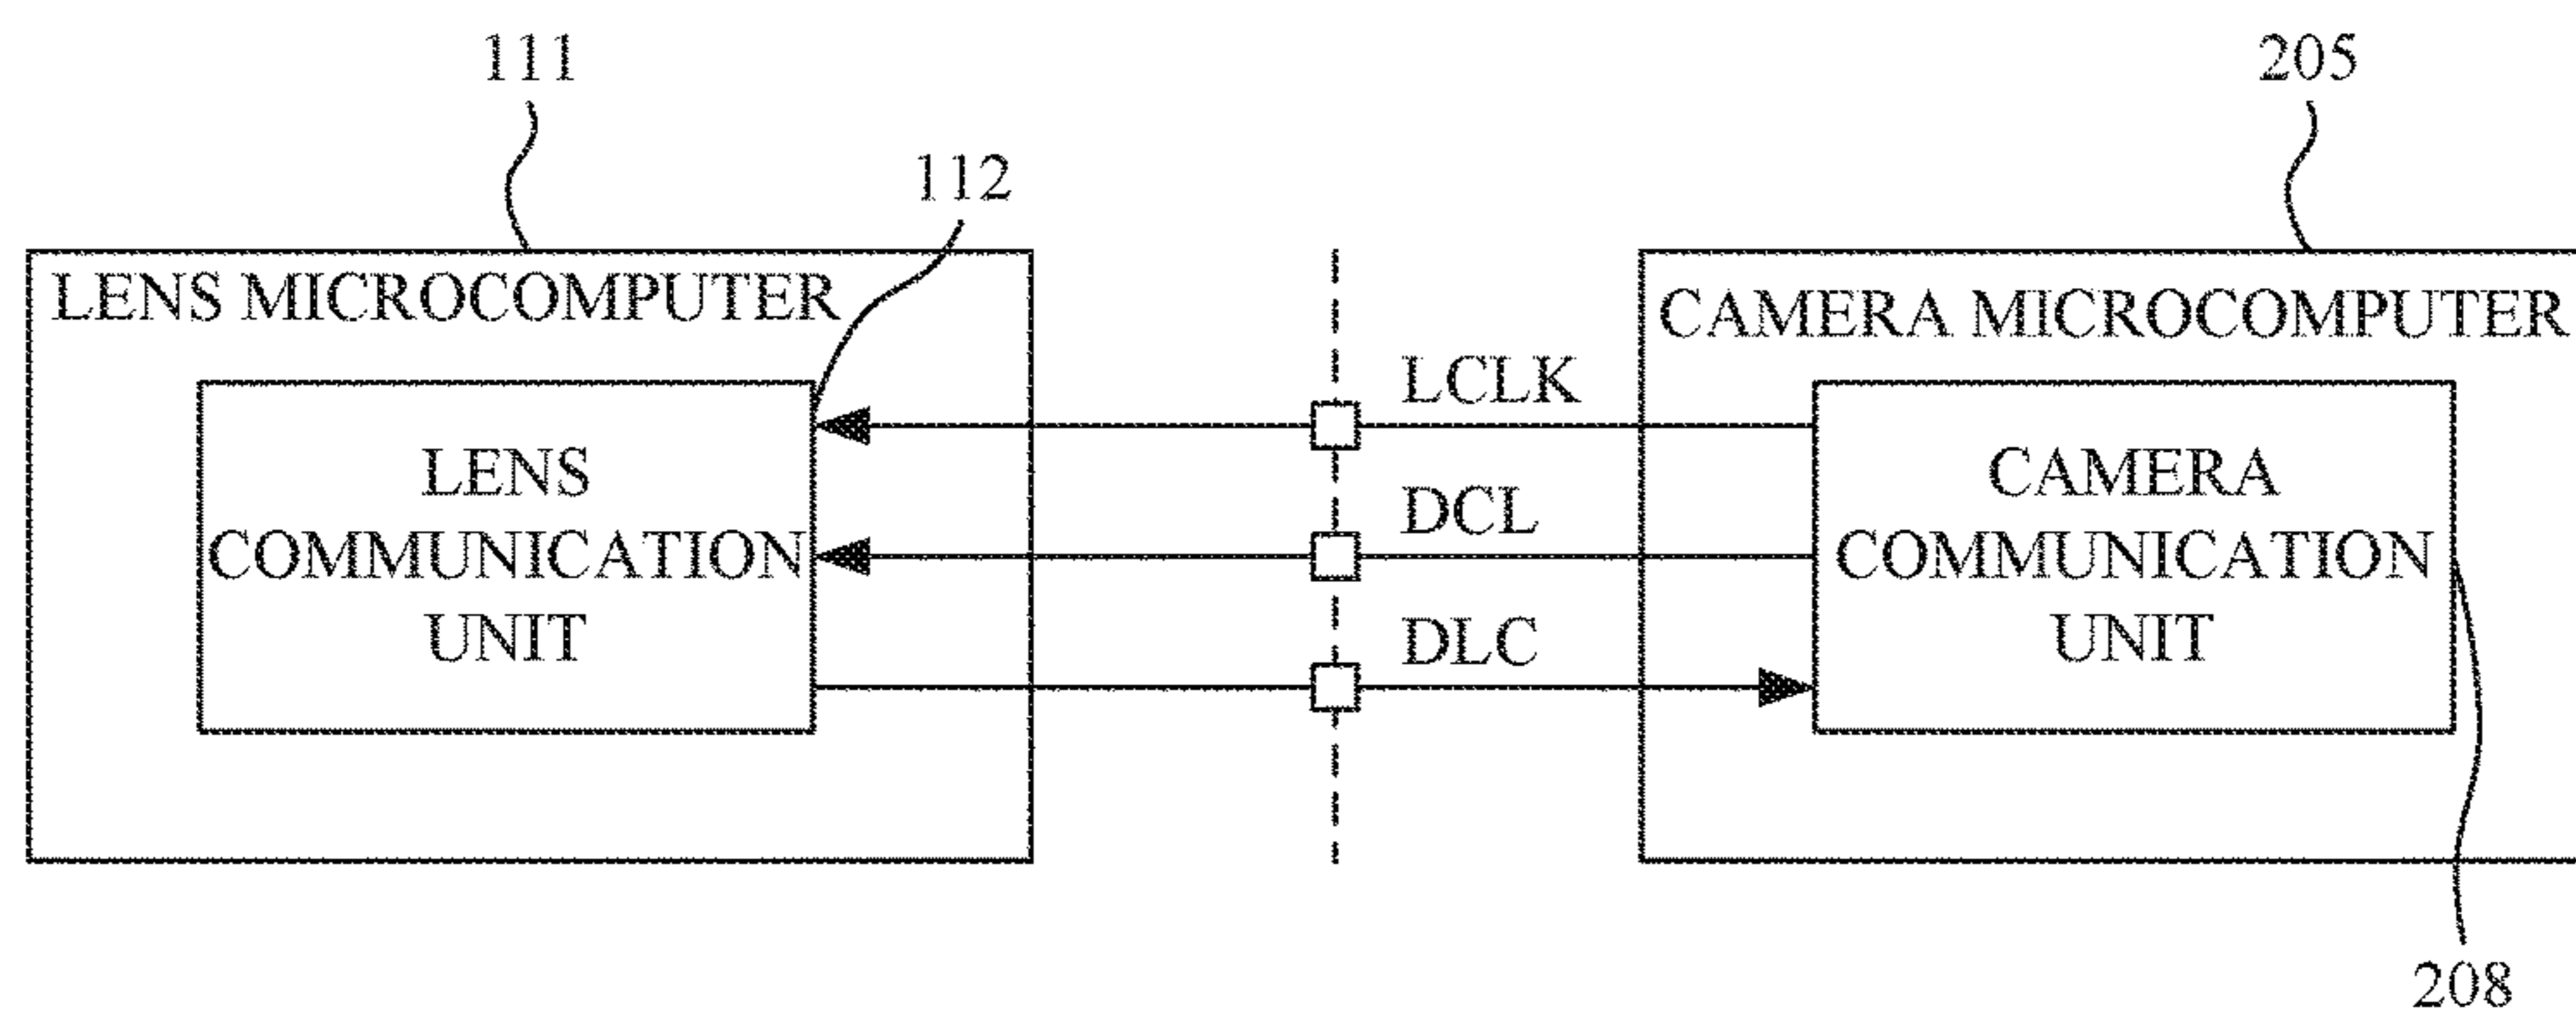 111
205
112
LENS MICROCOMPUTER
CAMERA MICROCOMPUTER
LCLK
LENS
COMMUNICATION
UNIT
DCL
DLC
CAMERA
COMMUNICATION
UNIT
208